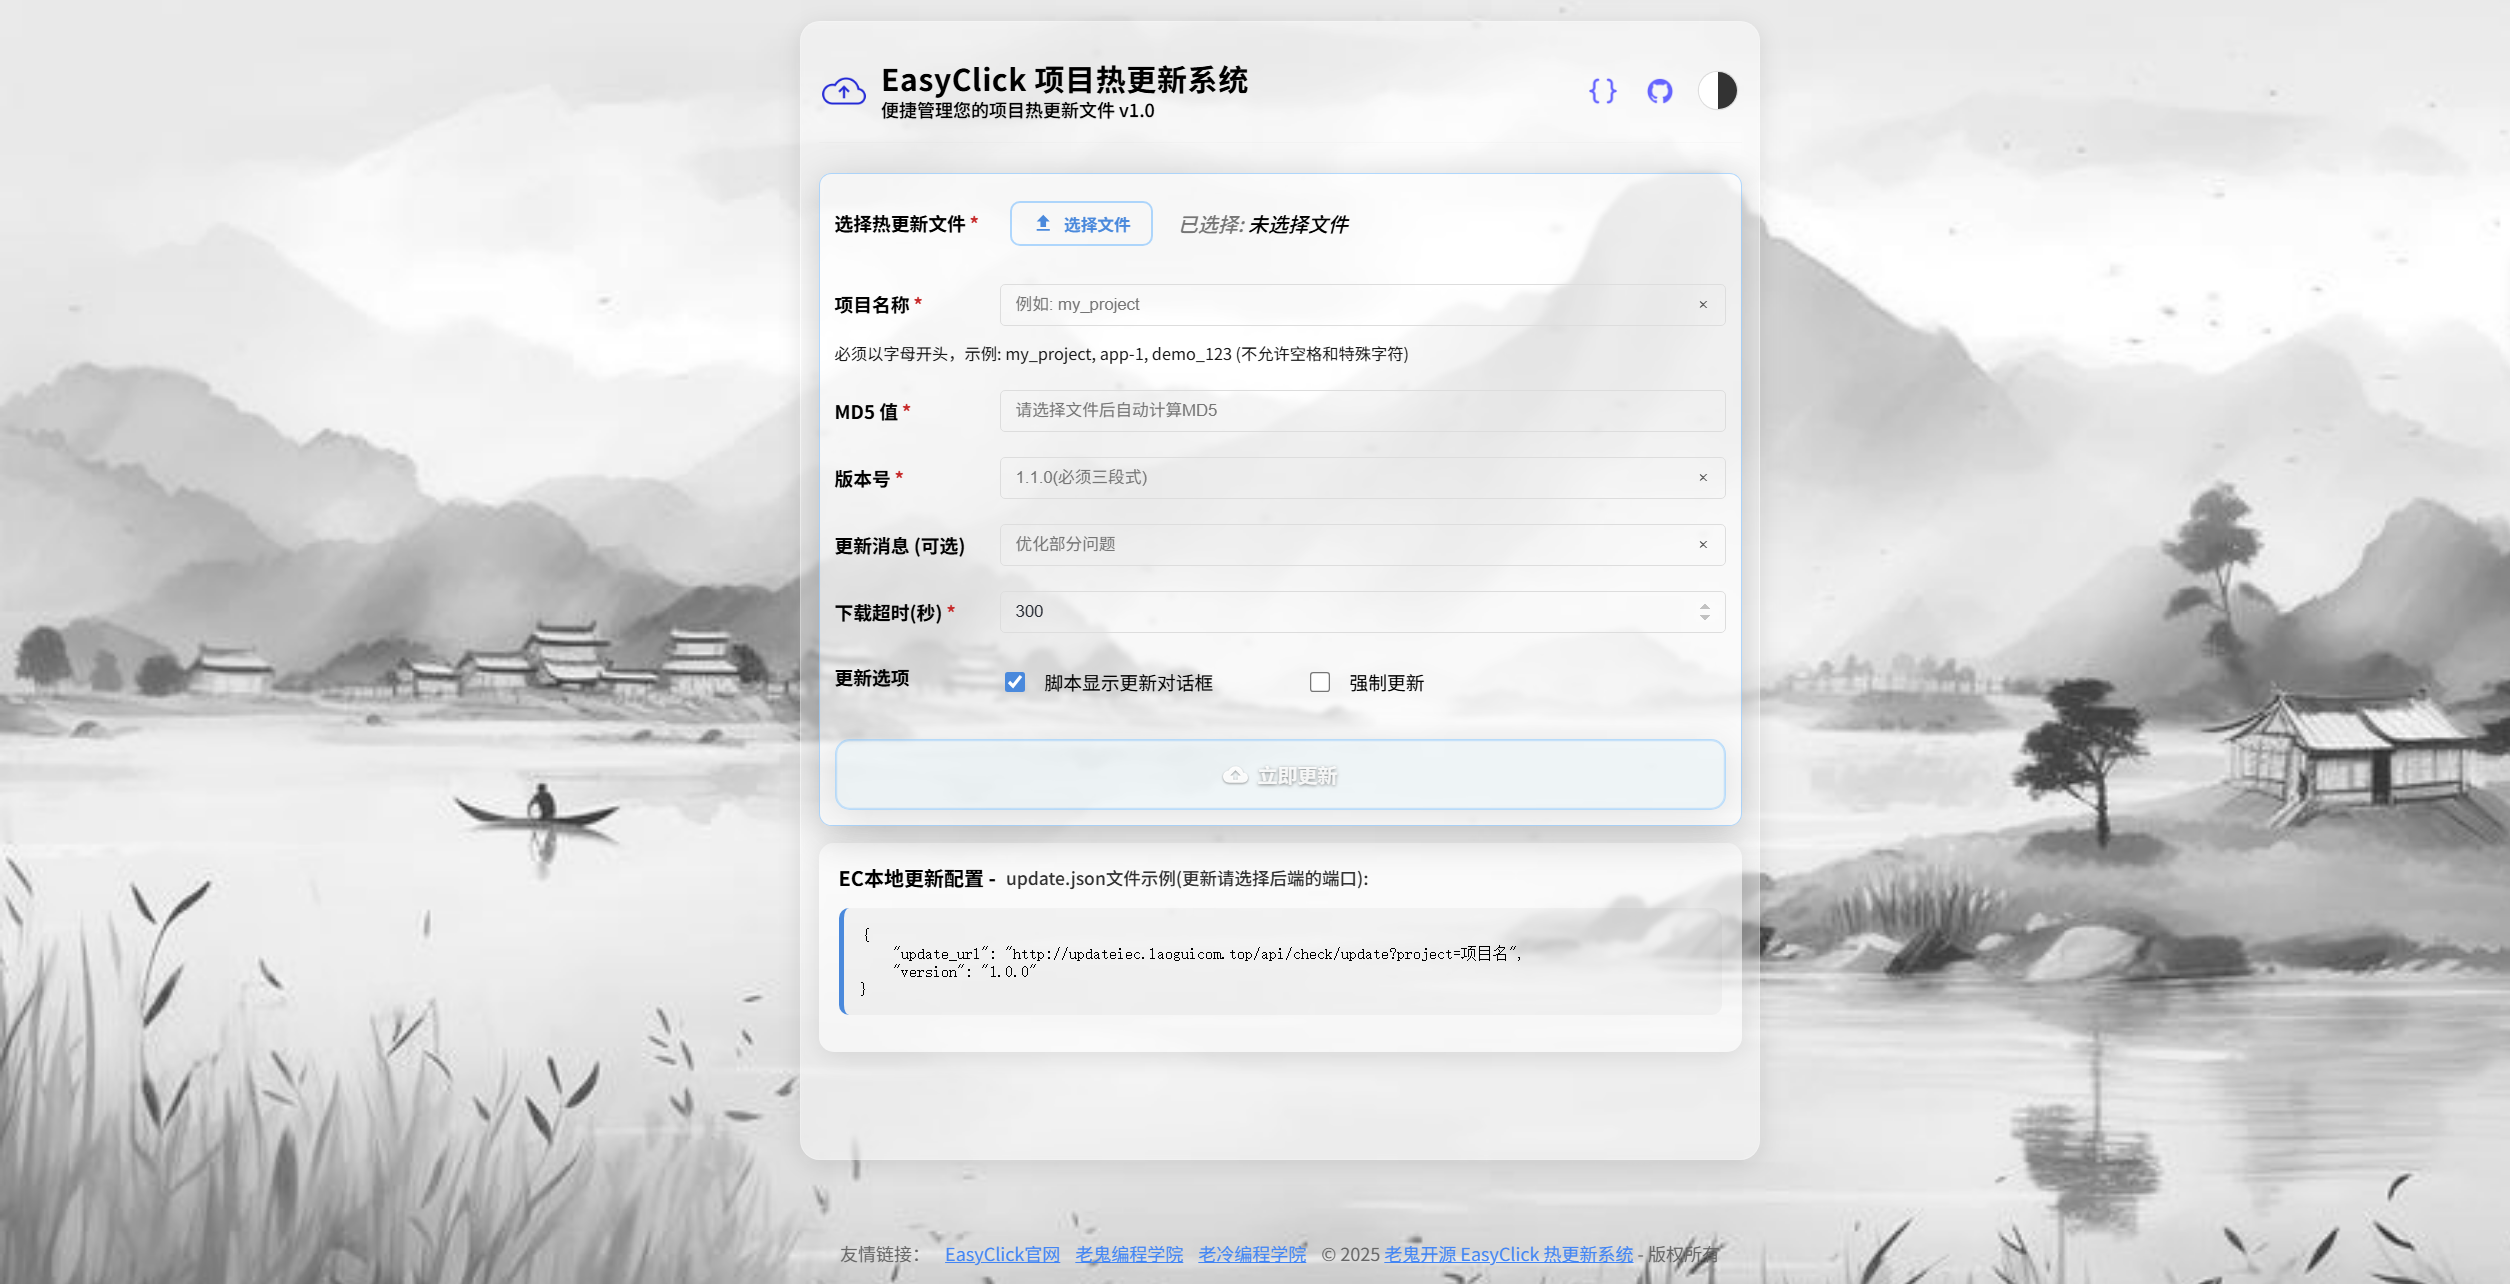 EasyClick 项目热更新系统
便捷管理您的项目热更新文件 v1.0
{ }
选择热更新文件 *
选择文件
已选择: 未选择文件
项目名称 *
例如: my_project
×
必须以字母开头，示例: my_project, app-1, demo_123 (不允许空格和特殊字符)
MD5 值 *
请选择文件后自动计算MD5
版本号 *
1.1.0(必须三段式)
×
更新消息 (可选)
优化部分问题
×
下载超时(秒) *
300
更新选项
脚本显示更新对话框
强制更新
立即更新
EC本地更新配置 - update.json文件示例(更新请选择后端的端口):
{
"update_url": "http://updateiec.laoguicom.top/api/check/update?project=项目名",
"version": "1.0.0"
}
友情链接： EasyClick官网 老鬼编程学院 老冷编程学院 © 2025 老鬼开源 EasyClick 热更新系统 - 版权所有